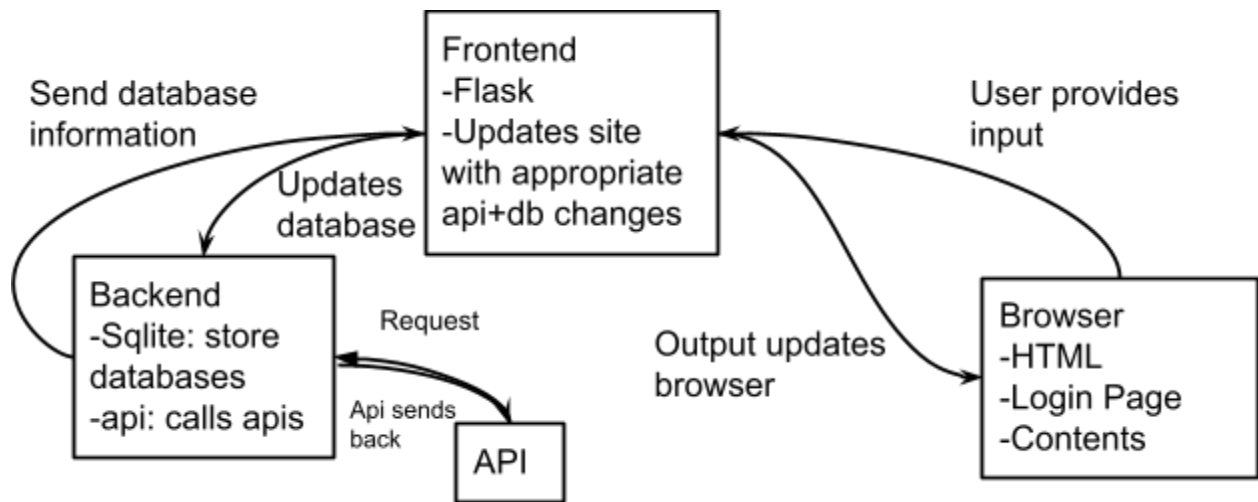 Frontend
-Flask
-Updates site
with appropriate
api+db changes
Send database
information
Updates
database
User provides
input
Backend
-Sqlite: store
databases
-api: calls apis
Request
Api sends
back
API
Output updates
browser
Browser
-HTML
-Login Page
-Contents